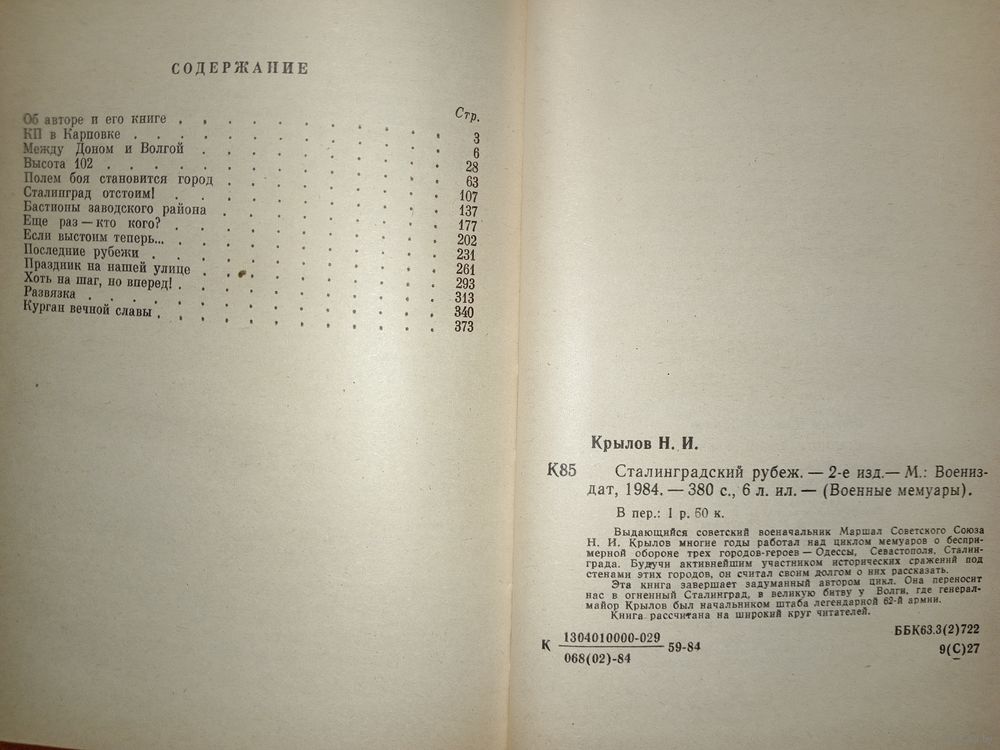 СОДЕРЖАНИЕ
Стр.
Об авторе и его книге . . . . . . . . . . . 3
КП в Карповке . . . . . . . . . . . . 6
Между Доном и Волгой . . . . . . . . . . 28
Высота 102 . . . . . . . . . . . . . 63
Полем боя становится город . . . . . . . . . 107
Сталинград отстоим! . . . . . . . . . . . 137
Бастионы заводского района . . . . . . . . . 177
Еще раз — кто кого? . . . . . . . . . . . 202
Если выстоим теперь... . . . . . . . . . . . 231
Последние рубежи . . . . . . . . . . . . 261
Праздник на нашей улице . . . . . . . . . . 293
Хоть на шаг, но вперед! . . . . . . . . . . . 313
Развязка . . . . . . . . . . . . . . 340
Курган вечной славы . . . . . . . . . . . 373
Крылов Н. И.
К85 Сталинградский рубеж. — 2-е изд.— М.: Воениз-
дат, 1984. — 380 с., 6 л. ил. — (Военные мемуары).
В пер.: 1 р. 60 к.
Выдающийся советский военачальник Маршал Советского Союза
Н. И. Крылов многие годы работал над циклом мемуаров о беспри-
мерной обороне трех городов-героев — Одессы, Севастополя, Сталин-
града. Будучи активнейшим участником исторических сражений под
стенами этих городов, он считал своим долгом о них рассказать.
Эта книга завершает задуманный автором цикл. Она переносит
нас в огненный Сталинград, в великую битву у Волги, где генерал-
майор Крылов был начальником штаба легендарной 62-й армии.
Книга рассчитана на широкий круг читателей.
К 1304010000-029
068(02)-84 59-84
ББК63.3(2)722
9(С)27